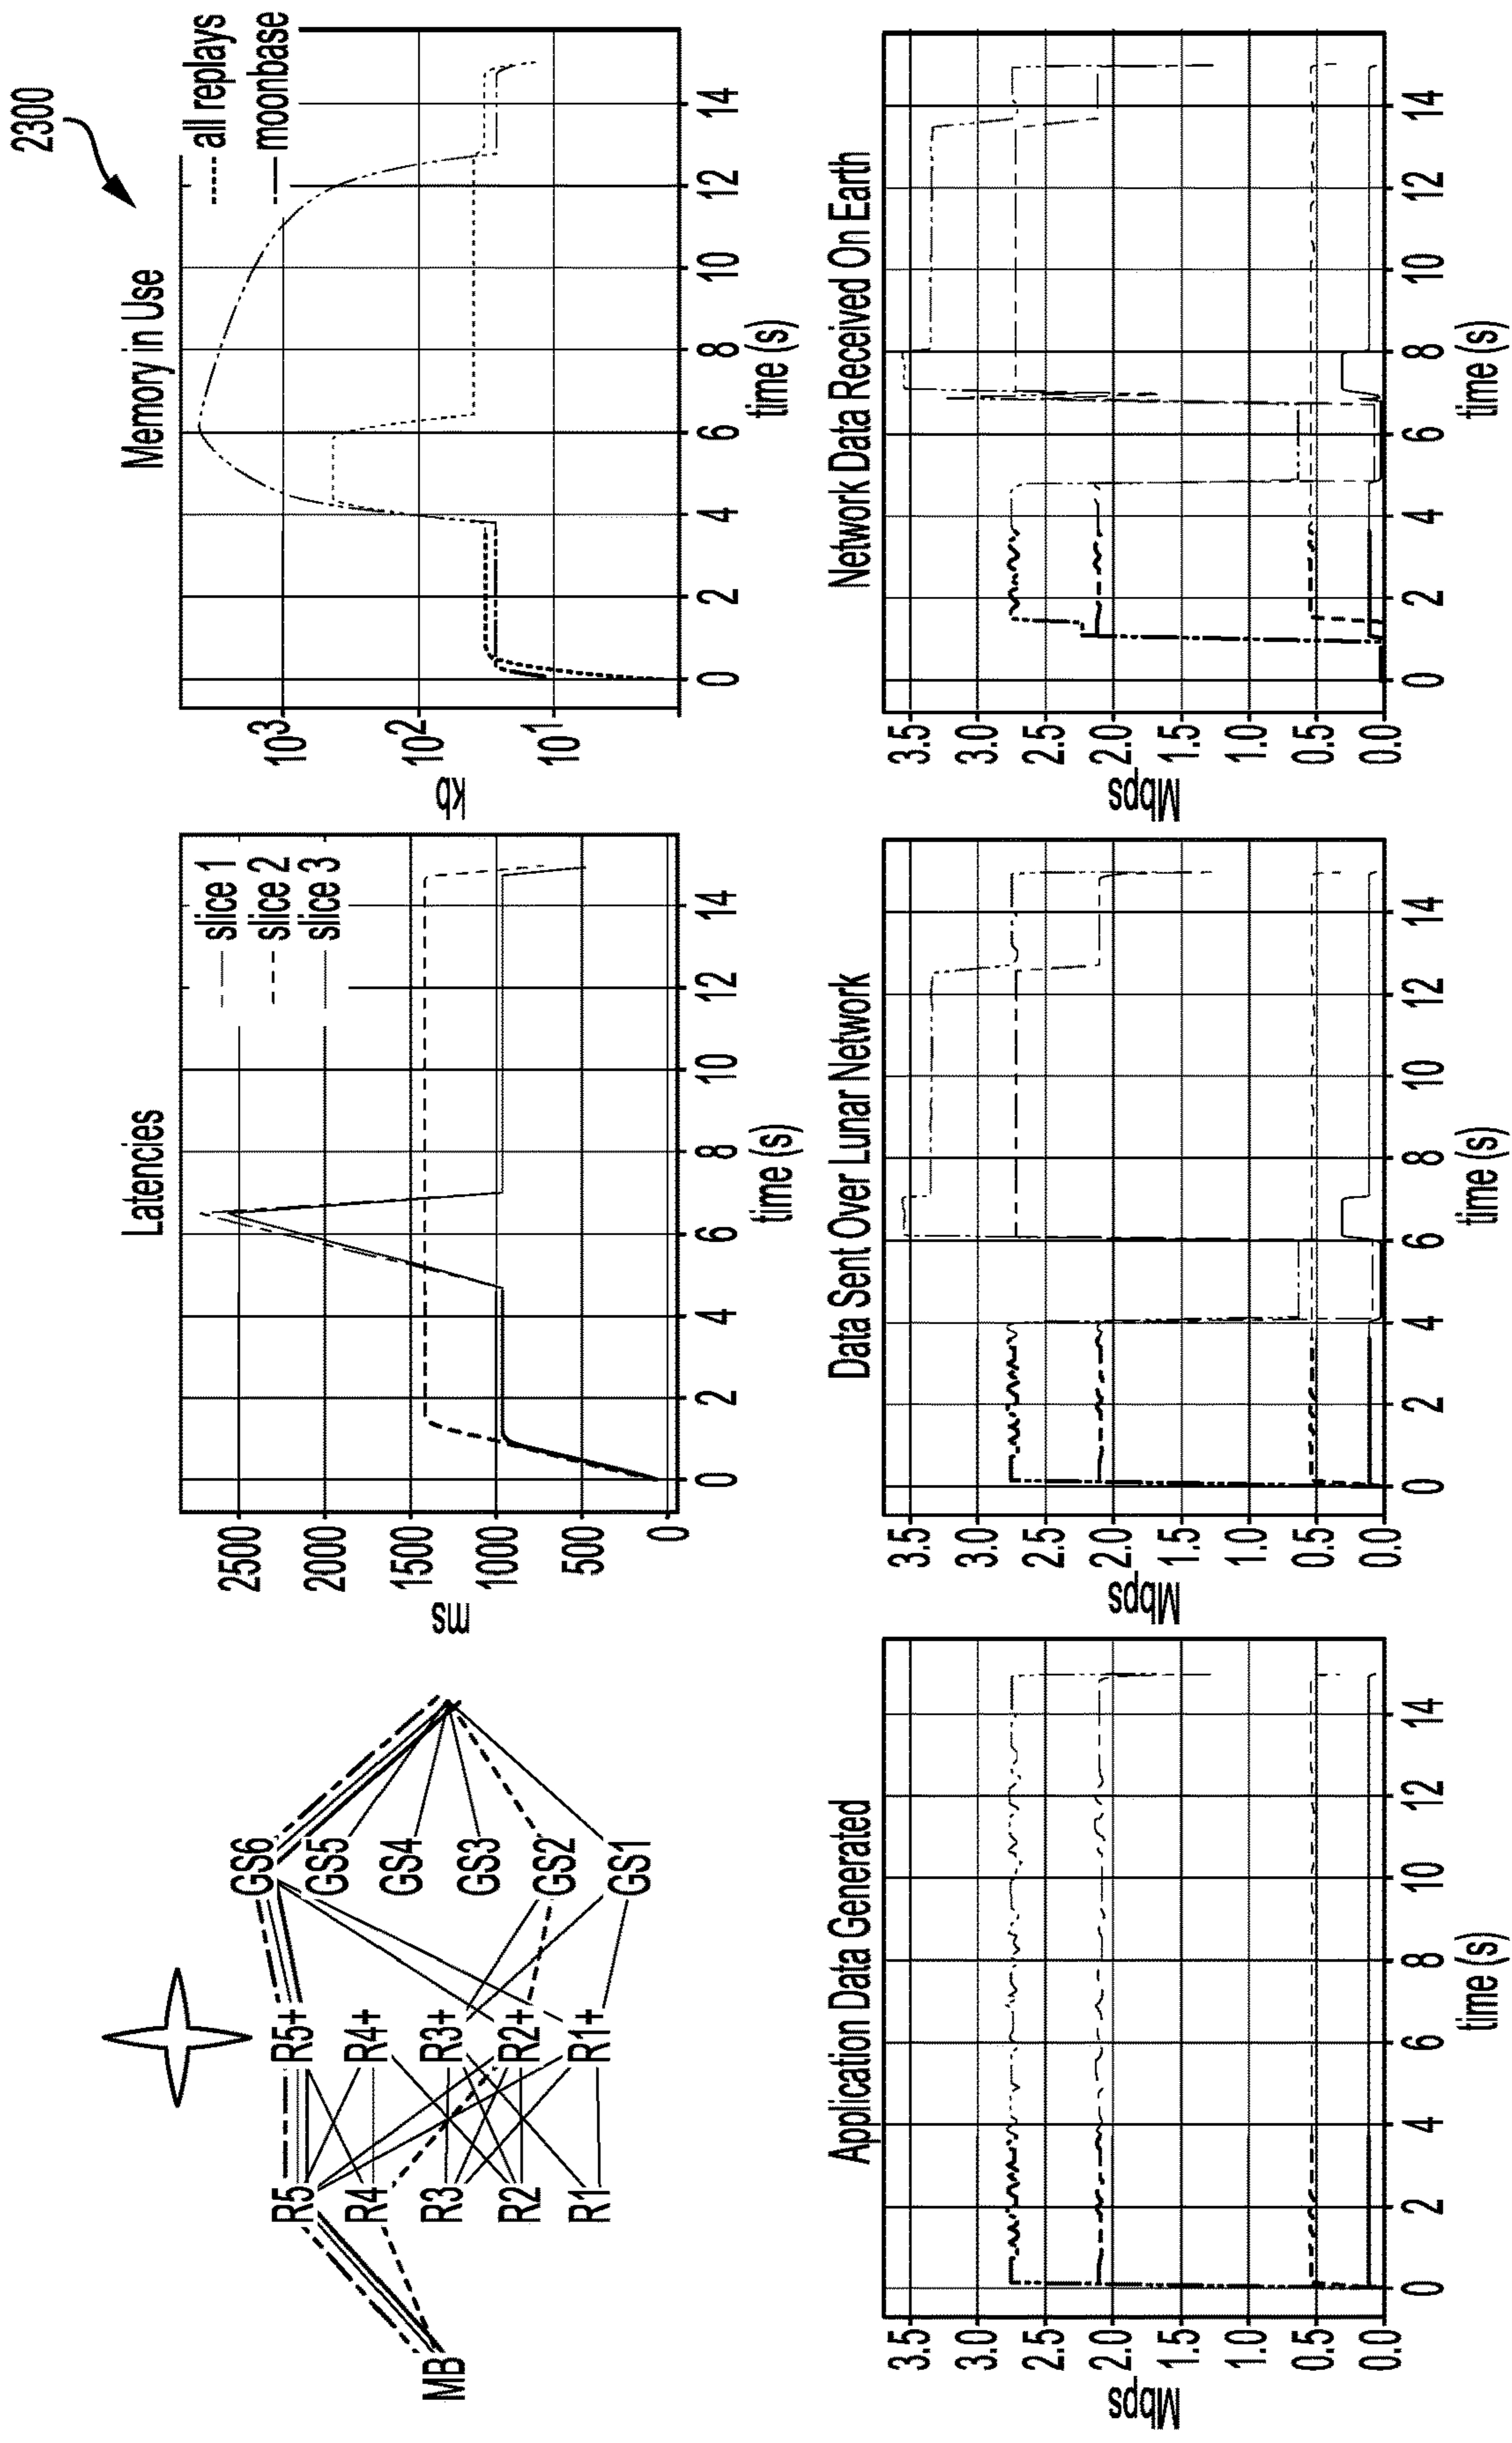 2300
MB
R5
R4
R3
R2
R1
R5+
R4+
R3+
R2+
R1+
GS6
GS5
GS4
GS3
GS2
GS1
Latencies
ms
2500
2000
1500
1000
500
0
0 2 4 6 8 10 12 14
time (s)
slice 1
slice 2
slice 3
Memory in Use
kb
10³
10²
10¹
0 2 4 6 8 10 12 14
time (s)
all replays
moonbase
Application Data Generated
Mbps
3.5
3.0
2.5
2.0
1.5
1.0
0.5
0.0
0 2 4 6 8 10 12 14
time (s)
Data Sent Over Lunar Network
Mbps
3.5
3.0
2.5
2.0
1.5
1.0
0.5
0.0
0 2 4 6 8 10 12 14
time (s)
Network Data Received On Earth
Mbps
3.5
3.0
2.5
2.0
1.5
1.0
0.5
0.0
0 2 4 6 8 10 12 14
time (s)